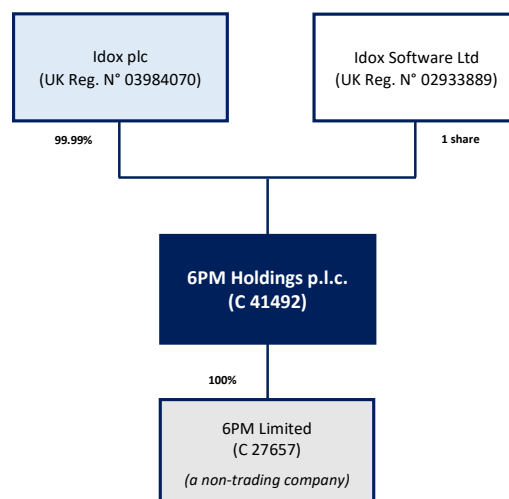 Idox plc
(UK Reg. N° 03984070)
Idox Software Ltd
(UK Reg. N° 02933889)
99.99%
1 share
6PM Holdings p.l.c.
(C 41492)
100%
6PM Limited
(C 27657)
(a non-trading company)